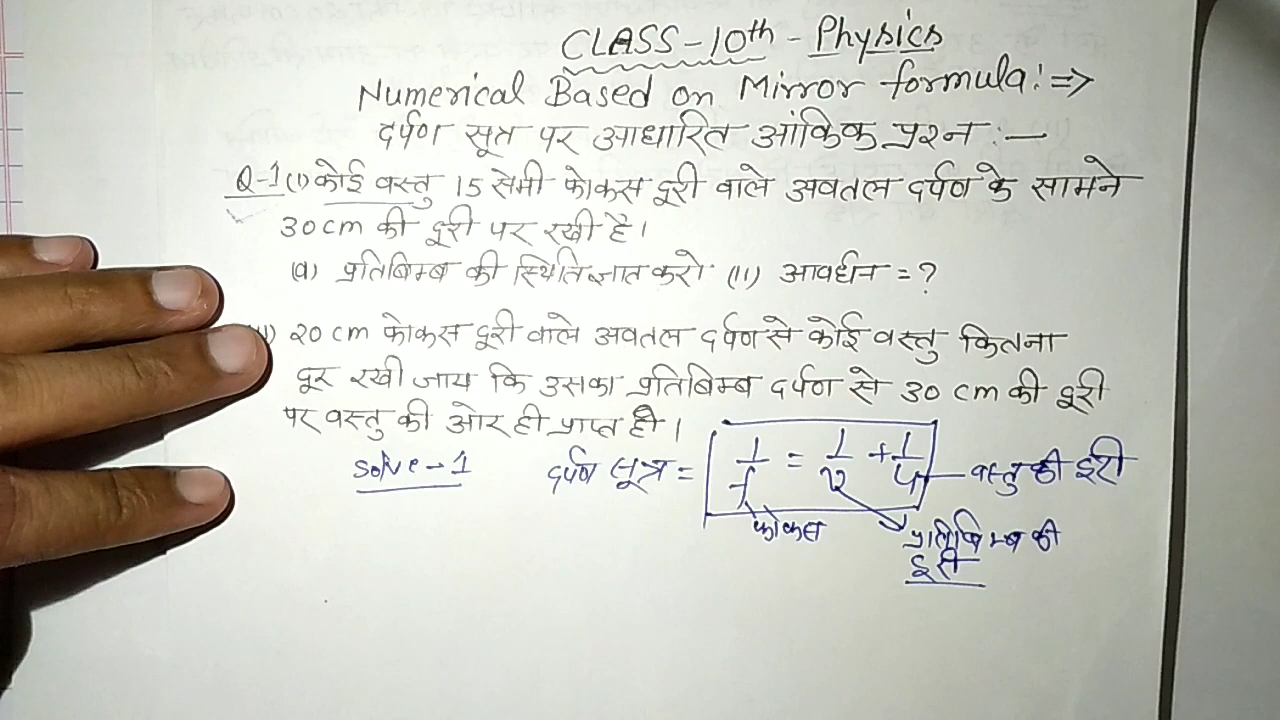 CLASS-10th-Physics
Numerical Based on Mirror formula:⇒
दर्पण सूत्र पर आधारित आंकिक प्रश्न :—
Q-1 (i) कोई वस्तु 15 सेमी फोकस दूरी वाले अवतल दर्पण के सामने
30cm की दूरी पर रखी है।
(a) प्रतिबिम्ब की स्थिति ज्ञात करो (ii) आवर्धन = ?
20 cm फोकस दूरी वाले अवतल दर्पण से कोई वस्तु कितना
दूर रखी जाय कि उसका प्रतिबिम्ब दर्पण से 30 cm की दूरी
पर वस्तु की ओर ही प्राप्त हो।
Solve-1 दर्पण सूत्र = 1/f = 1/v + 1/u — वस्तु की दूरी
फोकस प्रतिबिम्ब की
दूरी